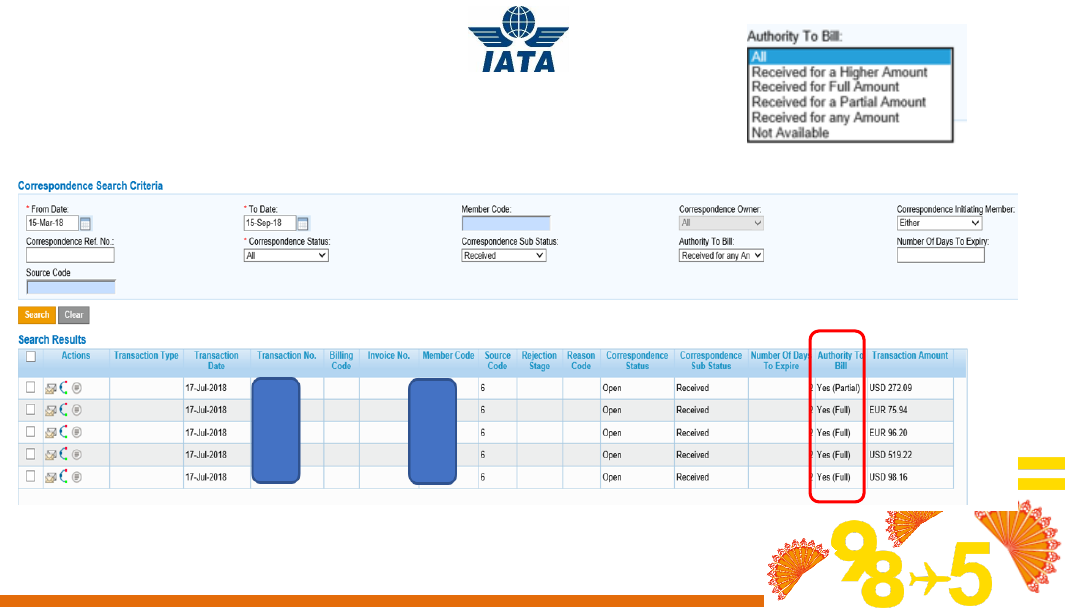 IATA
Authority To Bill:
All
Received for a Higher Amount
Received for Full Amount
Received for a Partial Amount
Received for any Amount
Not Available
Correspondence Search Criteria
* From Date: * To Date: Member Code: Correspondence Owner: Correspondence Initiating Member:
15-Mar-18 15-Sep-18 All Either
Correspondence Ref. No.: * Correspondence Status: Correspondence Sub Status: Authority To Bill: Number Of Days To Expiry:
All Received Received for any An
Source Code
Search Clear
Search Results
Actions Transaction Type Transaction Date Transaction No. Billing Code Invoice No. Member Code Source Code Rejection Stage Reason Code Correspondence Status Correspondence Sub Status Number Of Days To Expire Authority To Bill Transaction Amount
17-Jul-2018 6 Open Received 2 Yes (Partial) USD 272.09
17-Jul-2018 6 Open Received 2 Yes (Full) EUR 75.94
17-Jul-2018 6 Open Received 2 Yes (Full) EUR 96.20
17-Jul-2018 6 Open Received 2 Yes (Full) USD 519.22
17-Jul-2018 6 Open Received 2 Yes (Full) USD 98.16
98 5